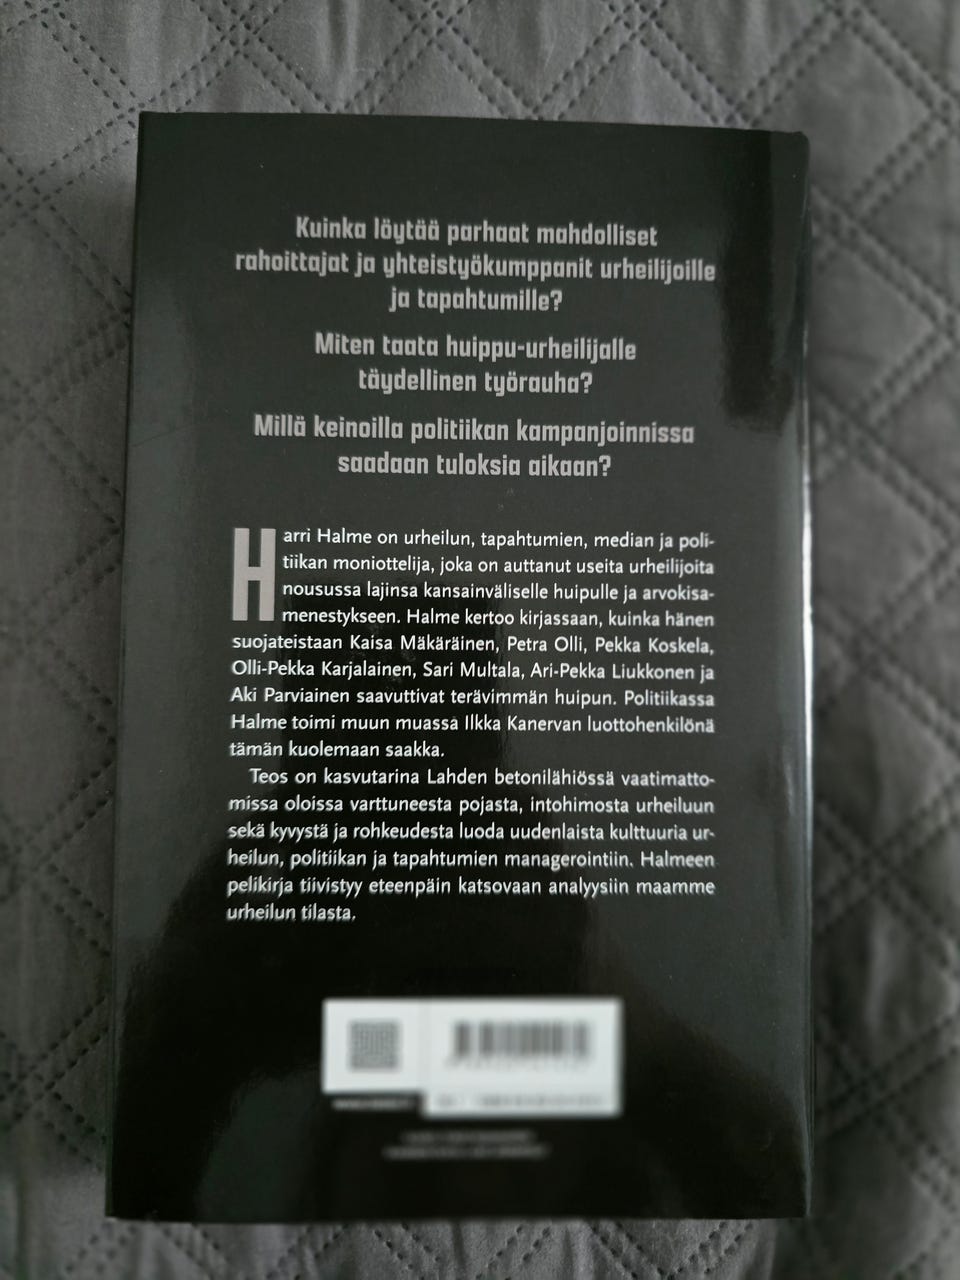 Kuinka löytää parhaat mahdolliset
rahoittajat ja yhteistyökumppanit urheilijoille
ja tapahtumille?
Miten taata huippu-urheilijalle
täydellinen työrauha?
Millä keinoilla politiikan kampanjoinnissa
saadaan tuloksia aikaan?
Harri Halme on urheilun, tapahtumien, median ja poli-
tiikan moniottelija, joka on auttanut useita urheilijoita
nousussa lajinsa kansainväliselle huipulle ja arvokisa-
menestykseen. Halme kertoo kirjassaan, kuinka hänen
suojateistaan Kaisa Mäkäräinen, Petra Olli, Pekka Koskela,
Olli-Pekka Karjalainen, Sari Multala, Ari-Pekka Liukkonen ja
Aki Parviainen saavuttivat terävimmän huipun. Politiikassa
Halme toimi muun muassa Ilkka Kanervan luottohenkilönä
tämän kuolemaan saakka.
Teos on kasvutarina Lahden betonilähiössä vaatimatto-
missa oloissa varttuneesta pojasta, intohimosta urheiluun
sekä kyvystä ja rohkeudesta luoda uudenlaista kulttuuria ur-
heilun, politiikan ja tapahtumien managerointiin. Halmeen
pelikirja tiivistyy eteenpäin katsovaan analyysiin maamme
urheilun tilasta.